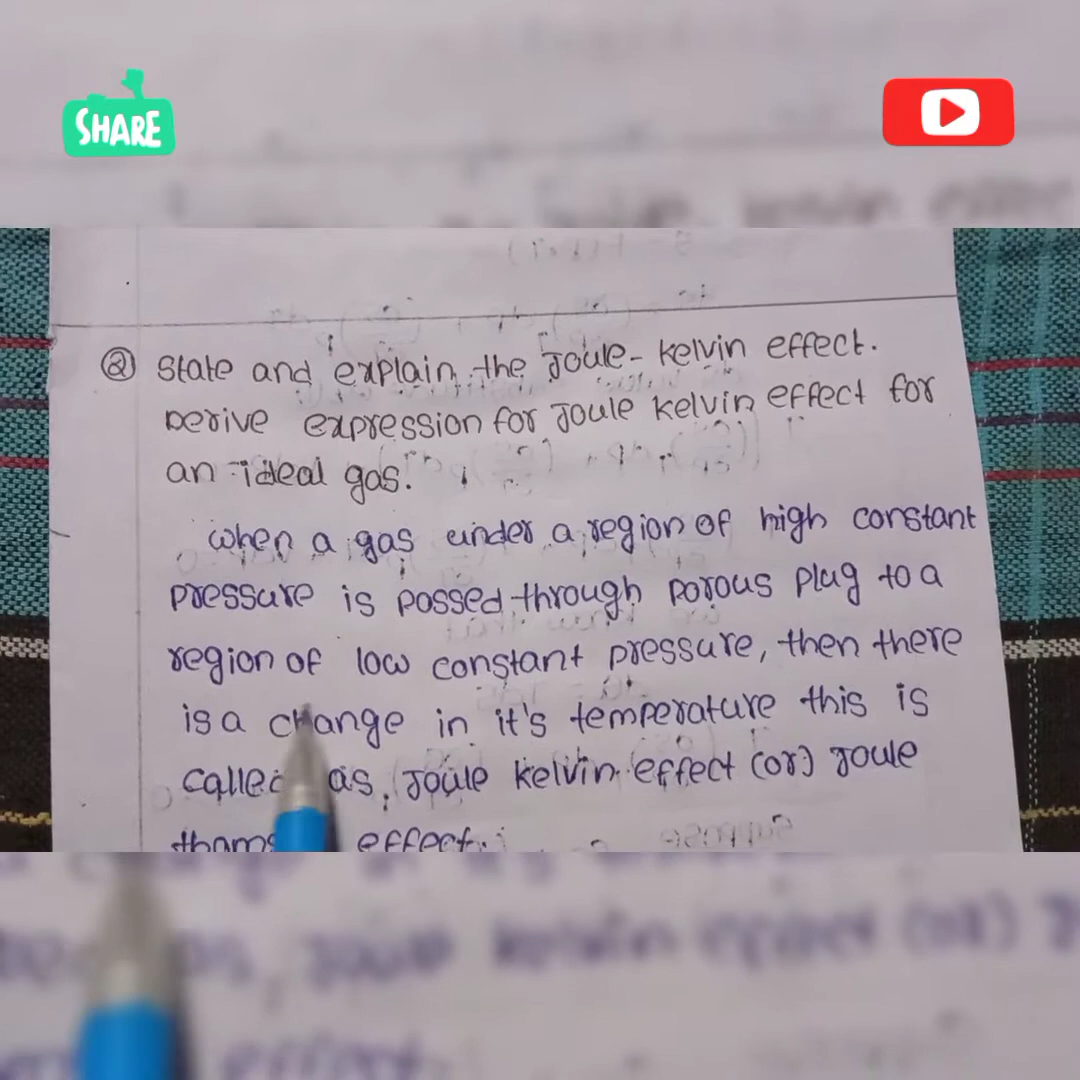 SHARE
② State and explain the Joule - Kelvin effect.
Derive expression for Joule Kelvin effect for
an ideal gas.
when a gas under a region of high constant
pressure is passed through porous plug to a
region of low constant pressure, then there
is a change in it's temperature this is
as, Joule Kelvin effect (or) Joule
effect.